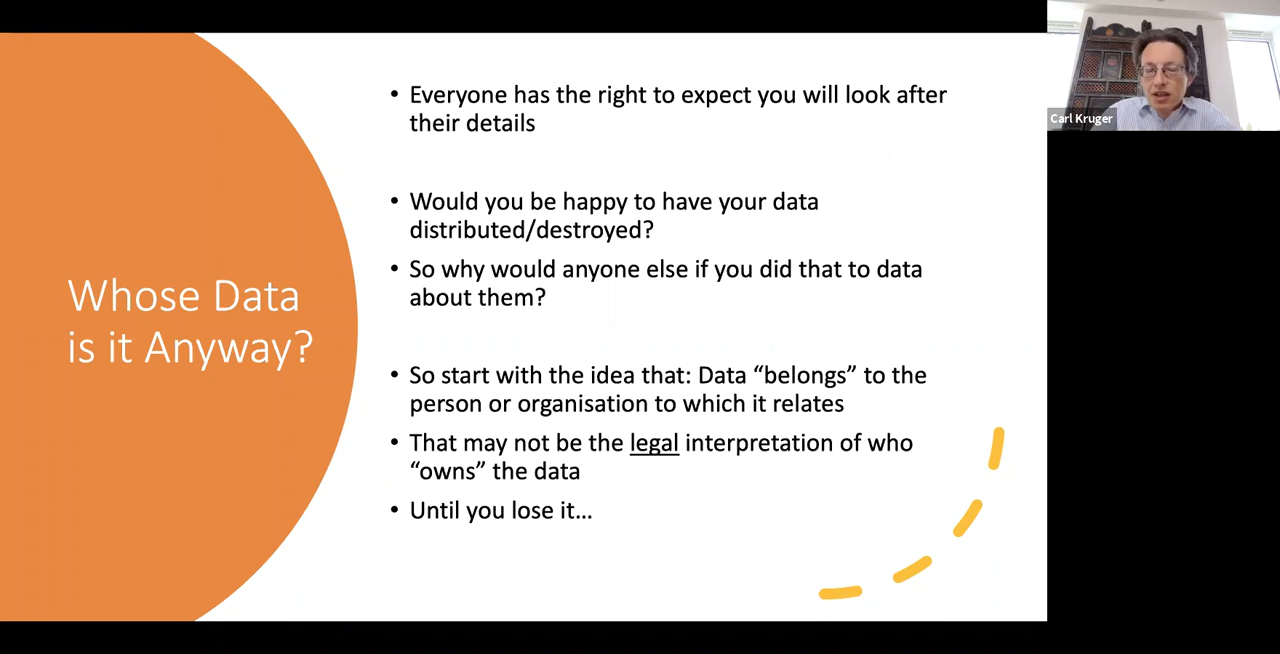 Whose Data
is it Anyway?
• Everyone has the right to expect you will look after
their details
• Would you be happy to have your data
distributed/destroyed?
• So why would anyone else if you did that to data
about them?
• So start with the idea that: Data “belongs” to the
person or organisation to which it relates
• That may not be the legal interpretation of who
“owns” the data
• Until you lose it...
Carl Kruger